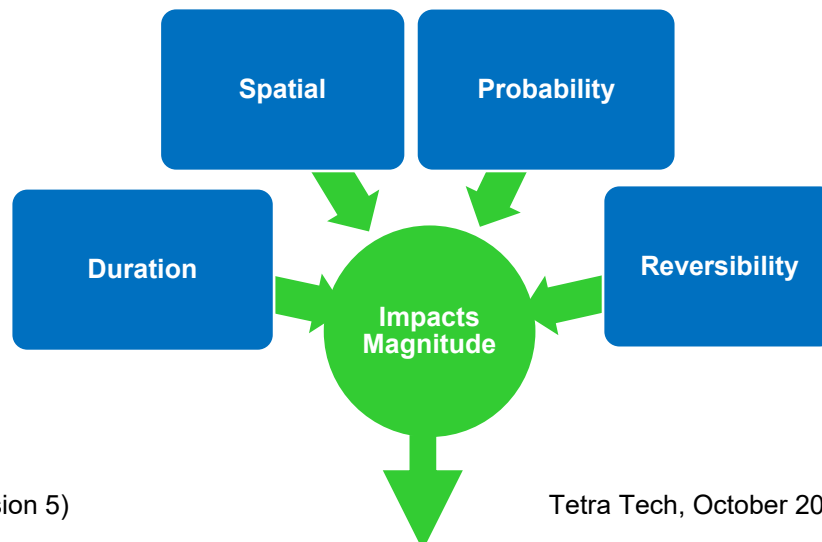 Spatial
Probability
Duration
Reversibility
Impacts
Magnitude
sion 5)
Tetra Tech, October 20